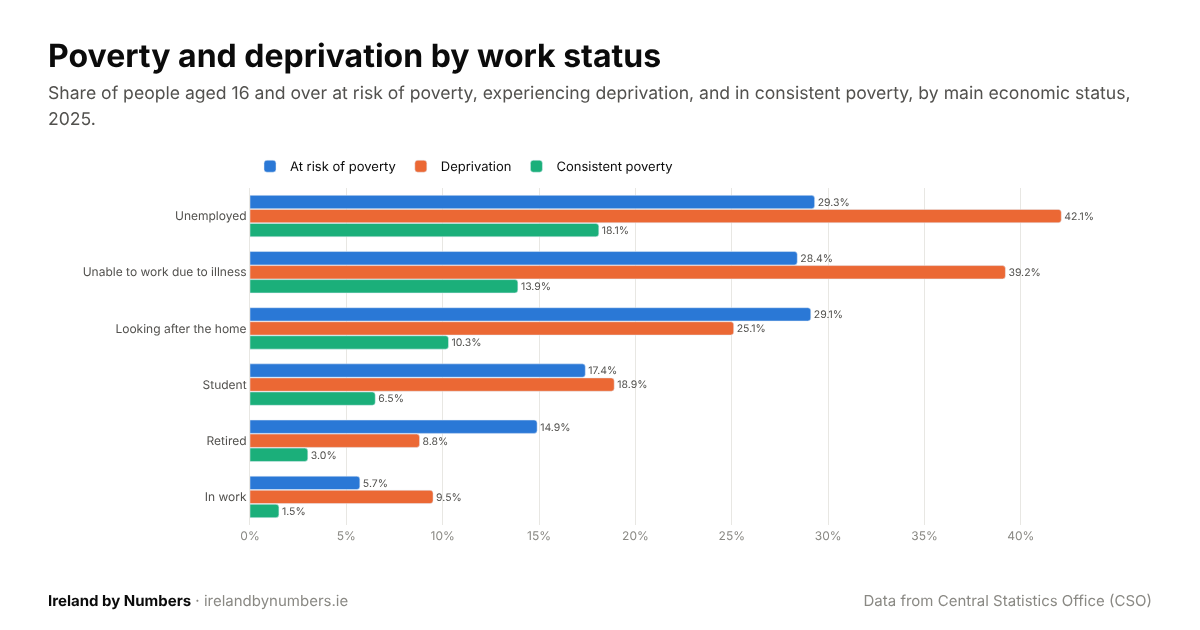 Poverty and deprivation by work status
Share of people aged 16 and over at risk of poverty, experiencing deprivation, and in consistent poverty, by main economic status,
2025.
At risk of poverty Deprivation Consistent poverty
Unemployed
29.3%
42.1%
18.1%
Unable to work due to illness
28.4%
39.2%
13.9%
Looking after the home
29.1%
25.1%
10.3%
Student
17.4%
18.9%
6.5%
Retired
14.9%
8.8%
3.0%
In work
5.7%
9.5%
1.5%
0% 5% 10% 15% 20% 25% 30% 35% 40%
Ireland by Numbers · irelandbynumbers.ie
Data from Central Statistics Office (CSO)